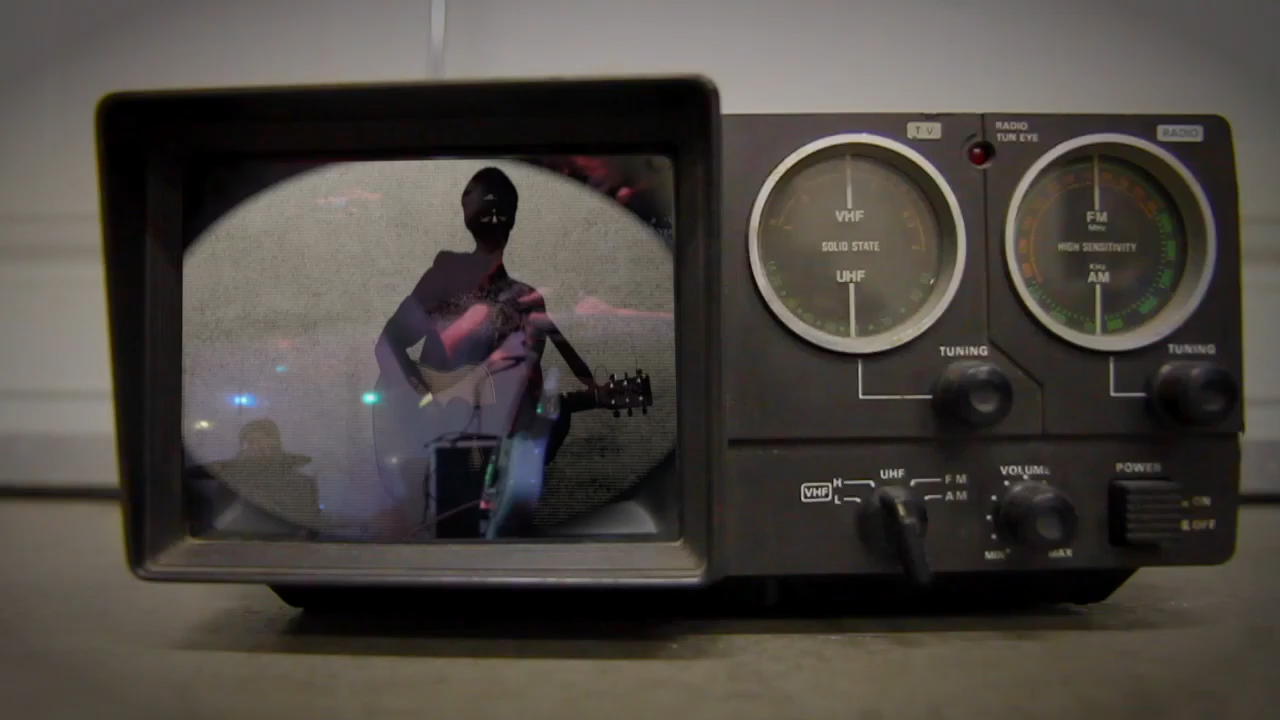 TV
RADIO
TUN EYE
RADIO
VHF
SOLID STATE
UHF
FM
MHz
HIGH SENSITIVITY
KHz
AM
TUNING
TUNING
VHF
H
L
UHF
FM
AM
VOLUME
MIN
MAX
POWER
ON
OFF